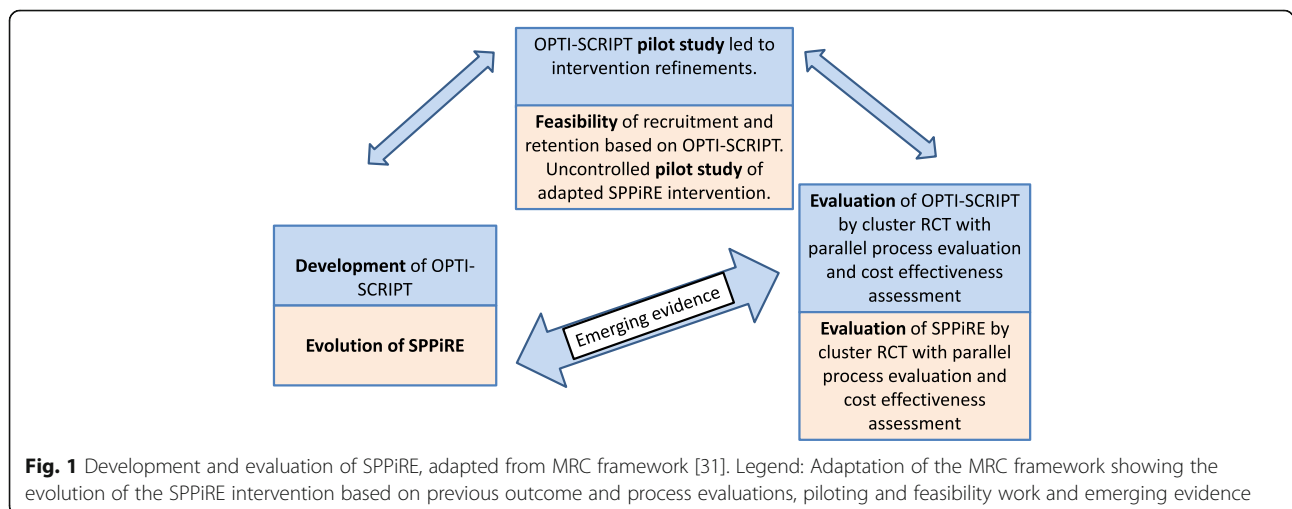 OPTI-SCRIPT pilot study led to
intervention refinements.
Feasibility of recruitment and
retention based on OPTI-SCRIPT.
Uncontrolled pilot study of
adapted SPPiRE intervention.
Development of OPTI-
SCRIPT
Evolution of SPPiRE
Emerging evidence
Evaluation of OPTI-SCRIPT
by cluster RCT with
parallel process evaluation
and cost effectiveness
assessment
Evaluation of SPPiRE by
cluster RCT with parallel
process evaluation and
cost effectiveness
assessment
Fig. 1 Development and evaluation of SPPiRE, adapted from MRC framework [31]. Legend: Adaptation of the MRC framework showing the
evolution of the SPPiRE intervention based on previous outcome and process evaluations, piloting and feasibility work and emerging evidence